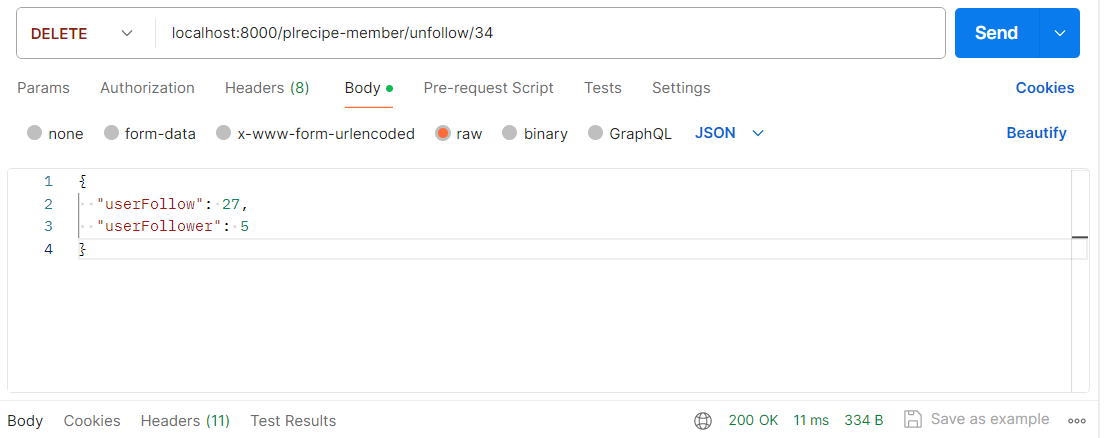 DELETE localhost:8000/plrecipe-member/unfollow/34 Send
Params Authorization Headers (8) Body Pre-request Script Tests Settings Cookies
none form-data x-www-form-urlencoded raw binary GraphQL JSON Beautify
1 {
2 "userFollow": 27,
3 "userFollower": 5
4 }
Body Cookies Headers (11) Test Results 200 OK 11 ms 334 B Save as example